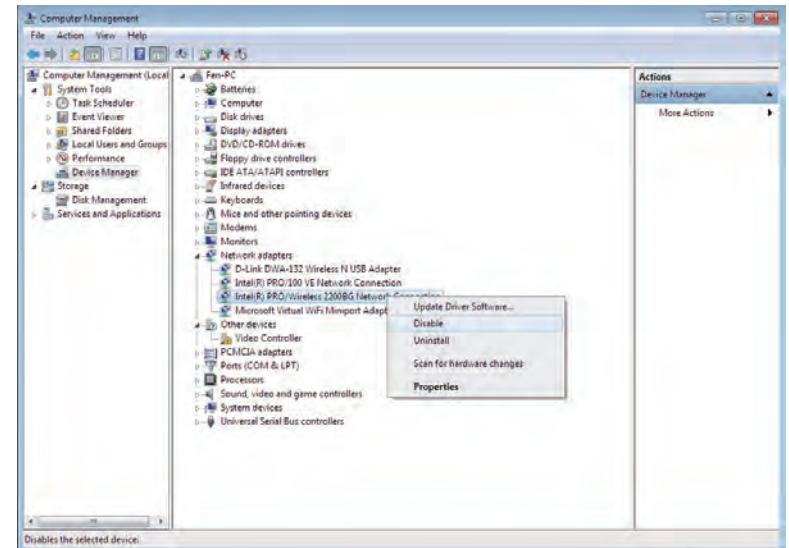 Computer Management
File Action View Help
Computer Management (Local
System Tools
Task Scheduler
Event Viewer
Shared Folders
Local Users and Groups
Performance
Device Manager
Storage
Disk Management
Services and Applications
Fen-PC
Batteries
Computer
Disk drives
Display adapters
DVD/CD-ROM drives
Floppy drive controllers
IDE ATA/ATAPI controllers
Infrared devices
Keyboards
Mice and other pointing devices
Modems
Monitors
Network adapters
D-Link DWA-132 Wireless N USB Adapter
Intel(R) PRO/100 VE Network Connection
Intel(R) PRO/Wireless 2200BG Network Connection
Microsoft Virtual WiFi Miniport Adapt
Other devices
Video Controller
PCMCIA adapters
Ports (COM & LPT)
Processors
Sound, video and game controllers
System devices
Universal Serial Bus controllers
Update Driver Software...
Disable
Uninstall
Scan for hardware changes
Properties
Actions
Device Manager
More Actions
Disables the selected device.